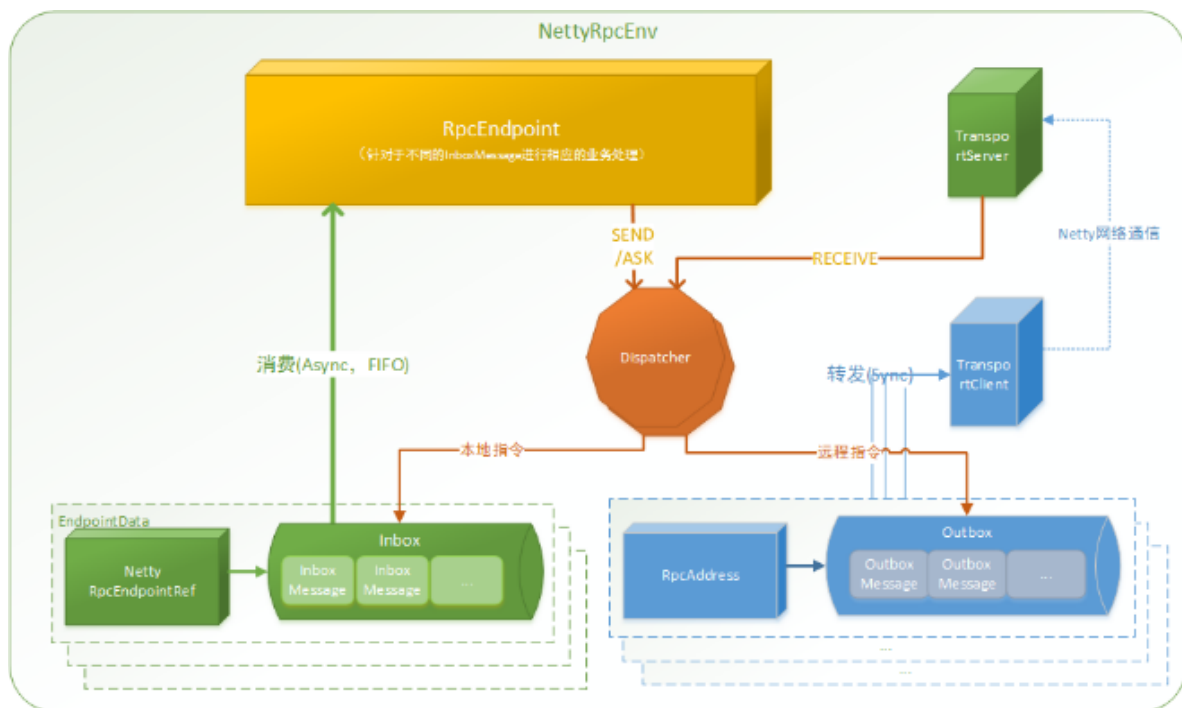 NettyRpcEnv
RpcEndpoint
（针对于不同的InboxMessage进行相应的业务处理）
Transpo
rtServer
SEND
/ASK
RECEIVE
Netty网络通信
Dispatcher
消费(Async，FIFO)
转发(Sync)
Transpo
rtClient
本地指令
远程指令
EndpointData
Netty
RpcEndpointRef
Inbox
Inbox
Message
Inbox
Message
...
RpcAddress
Outbox
Outbox
Message
Outbox
Message
...
...
...